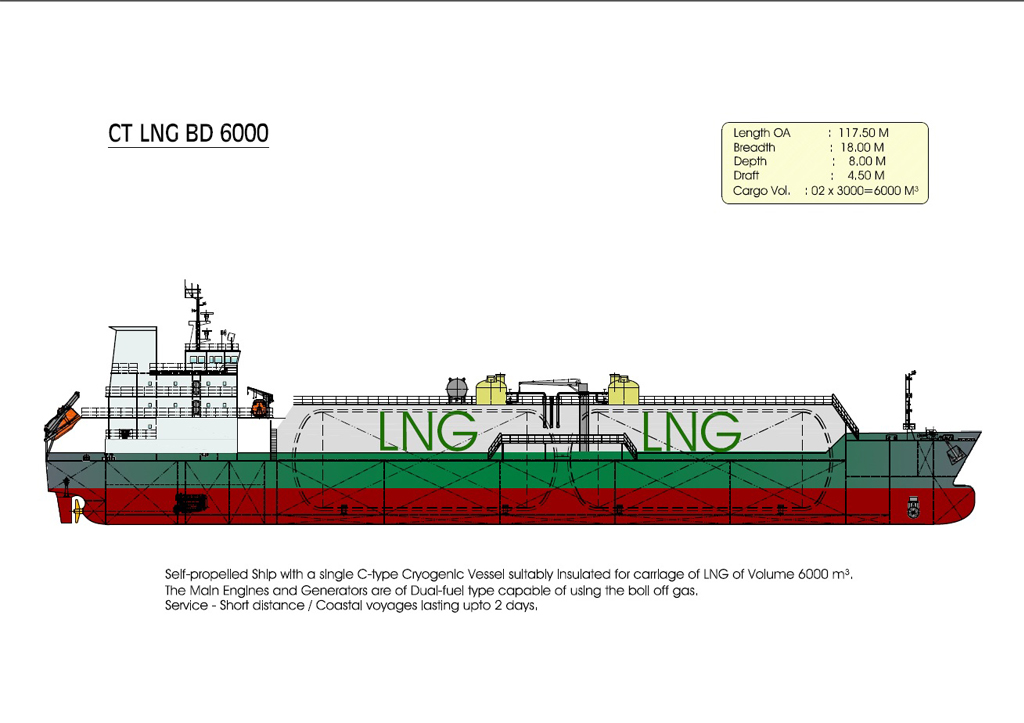 CT LNG BD 6000
Length OA : 117.50 M
Breadth : 18.00 M
Depth : 8.00 M
Draft : 4.50 M
Cargo Vol. : 02 x 3000=6000 M³
LNG LNG
Self-propelled Ship with a single C-type Cryogenic Vessel suitably insulated for carriage of LNG of Volume 6000 m³.
The Main Engines and Generators are of Dual-fuel type capable of using the boil off gas.
Service - Short distance / Coastal voyages lasting upto 2 days.